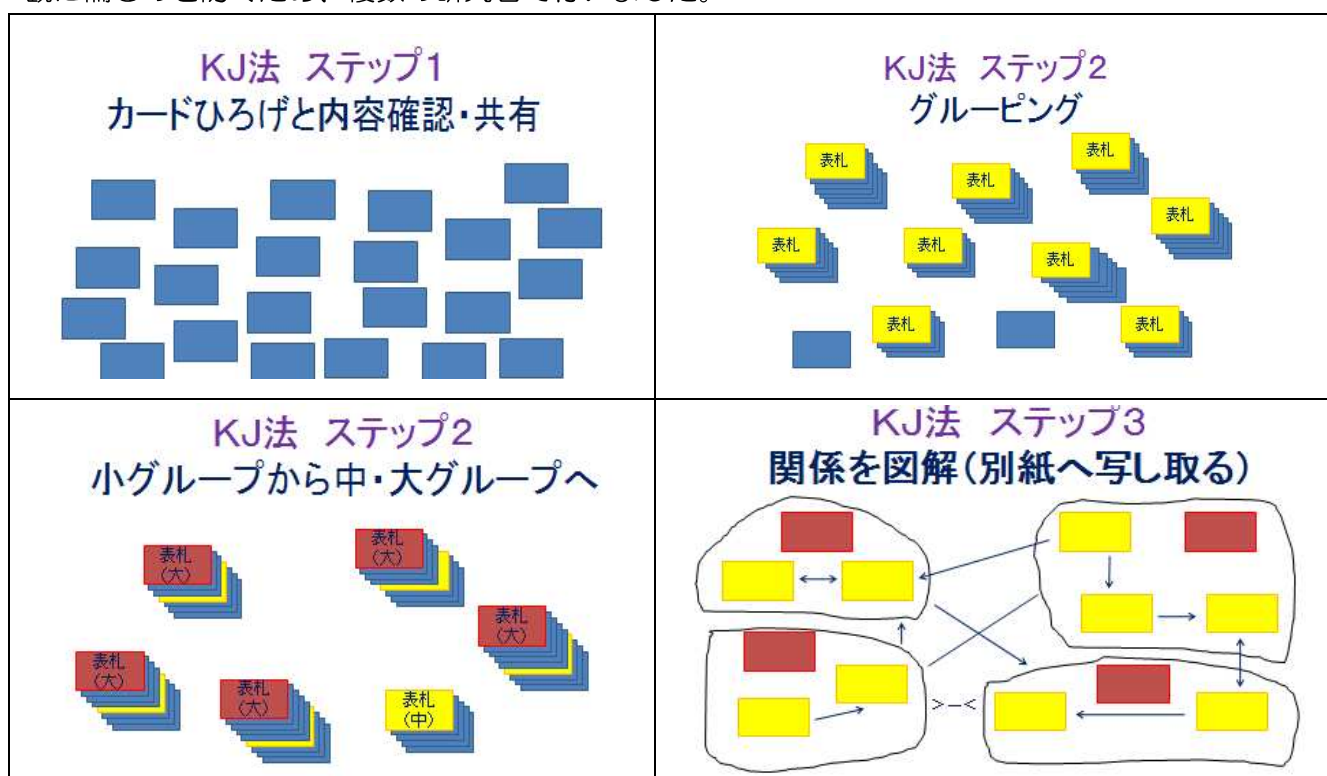 KJ法 ステップ1
カードひろげと内容確認・共有
KJ法 ステップ2
グルーピング
表札
表札
表札
表札
表札
表札
表札
表札
表札
KJ法 ステップ2
小グループから中・大グループへ
表札
(大)
表札
(大)
表札
(大)
表札
(大)
表札
(大)
表札
(中)
KJ法 ステップ3
関係を図解(別紙へ写し取る)
>−<